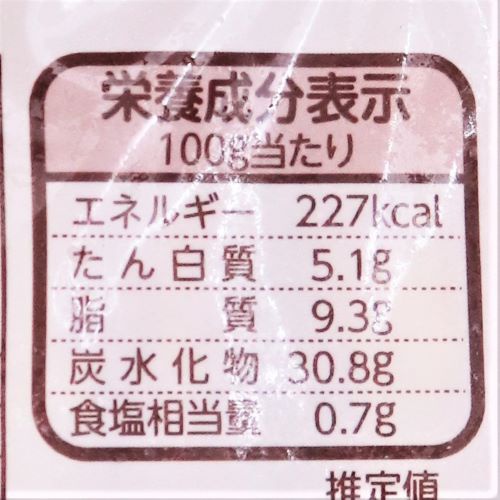 栄養成分表示
100g当たり
エネルギー 227kcal
たん白質 5.1g
脂質 9.3g
炭水化物 30.8g
食塩相当量 0.7g
推定値